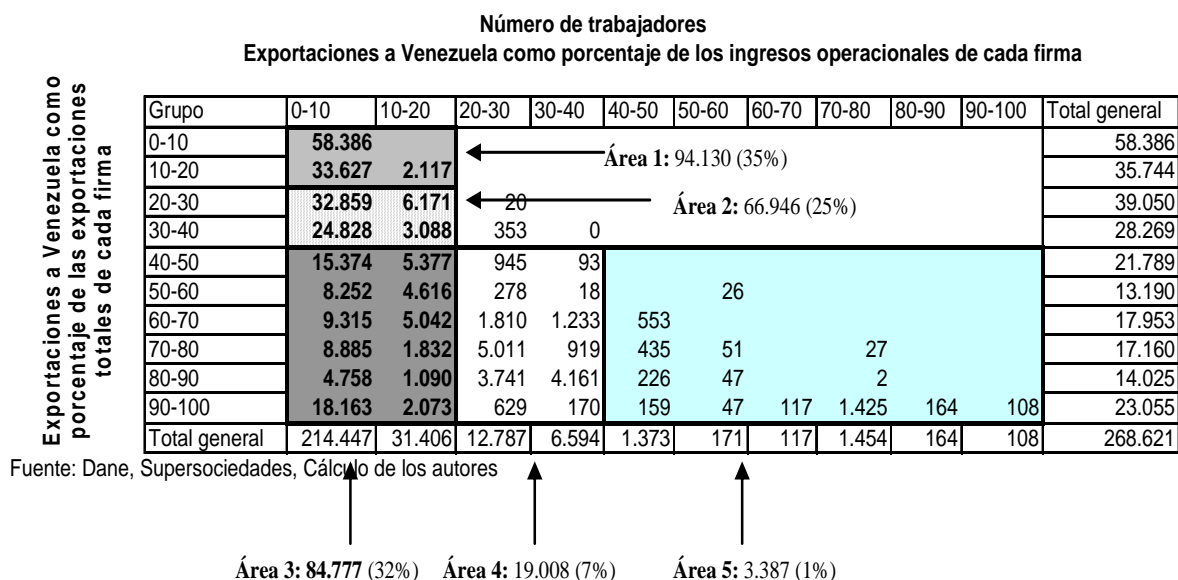 Número de trabajadores
Exportaciones a Venezuela como porcentaje de los ingresos operacionales de cada firma
Exportaciones a Venezuela como
porcentaje de las exportaciones
totales de cada firma
Grupo 0-10 10-20 20-30 30-40 40-50 50-60 60-70 70-80 80-90 90-100 Total general
0-10 58.386 58.386
Área 1: 94.130 (35%)
10-20 33.627 2.117 35.744
20-30 32.859 6.171 20 Área 2: 66.946 (25%) 39.050
30-40 24.828 3.088 353 0 28.269
40-50 15.374 5.377 945 93 21.789
50-60 8.252 4.616 278 18 26 13.190
60-70 9.315 5.042 1.810 1.233 553 17.953
70-80 8.885 1.832 5.011 919 435 51 27 17.160
80-90 4.758 1.090 3.741 4.161 226 47 2 14.025
90-100 18.163 2.073 629 170 159 47 117 1.425 164 108 23.055
Total general 214.447 31.406 12.787 6.594 1.373 171 117 1.454 164 108 268.621
Fuente: Dane, Supersociedades, Cálculo de los autores
Área 3: 84.777 (32%) Área 4: 19.008 (7%) Área 5: 3.387 (1%)